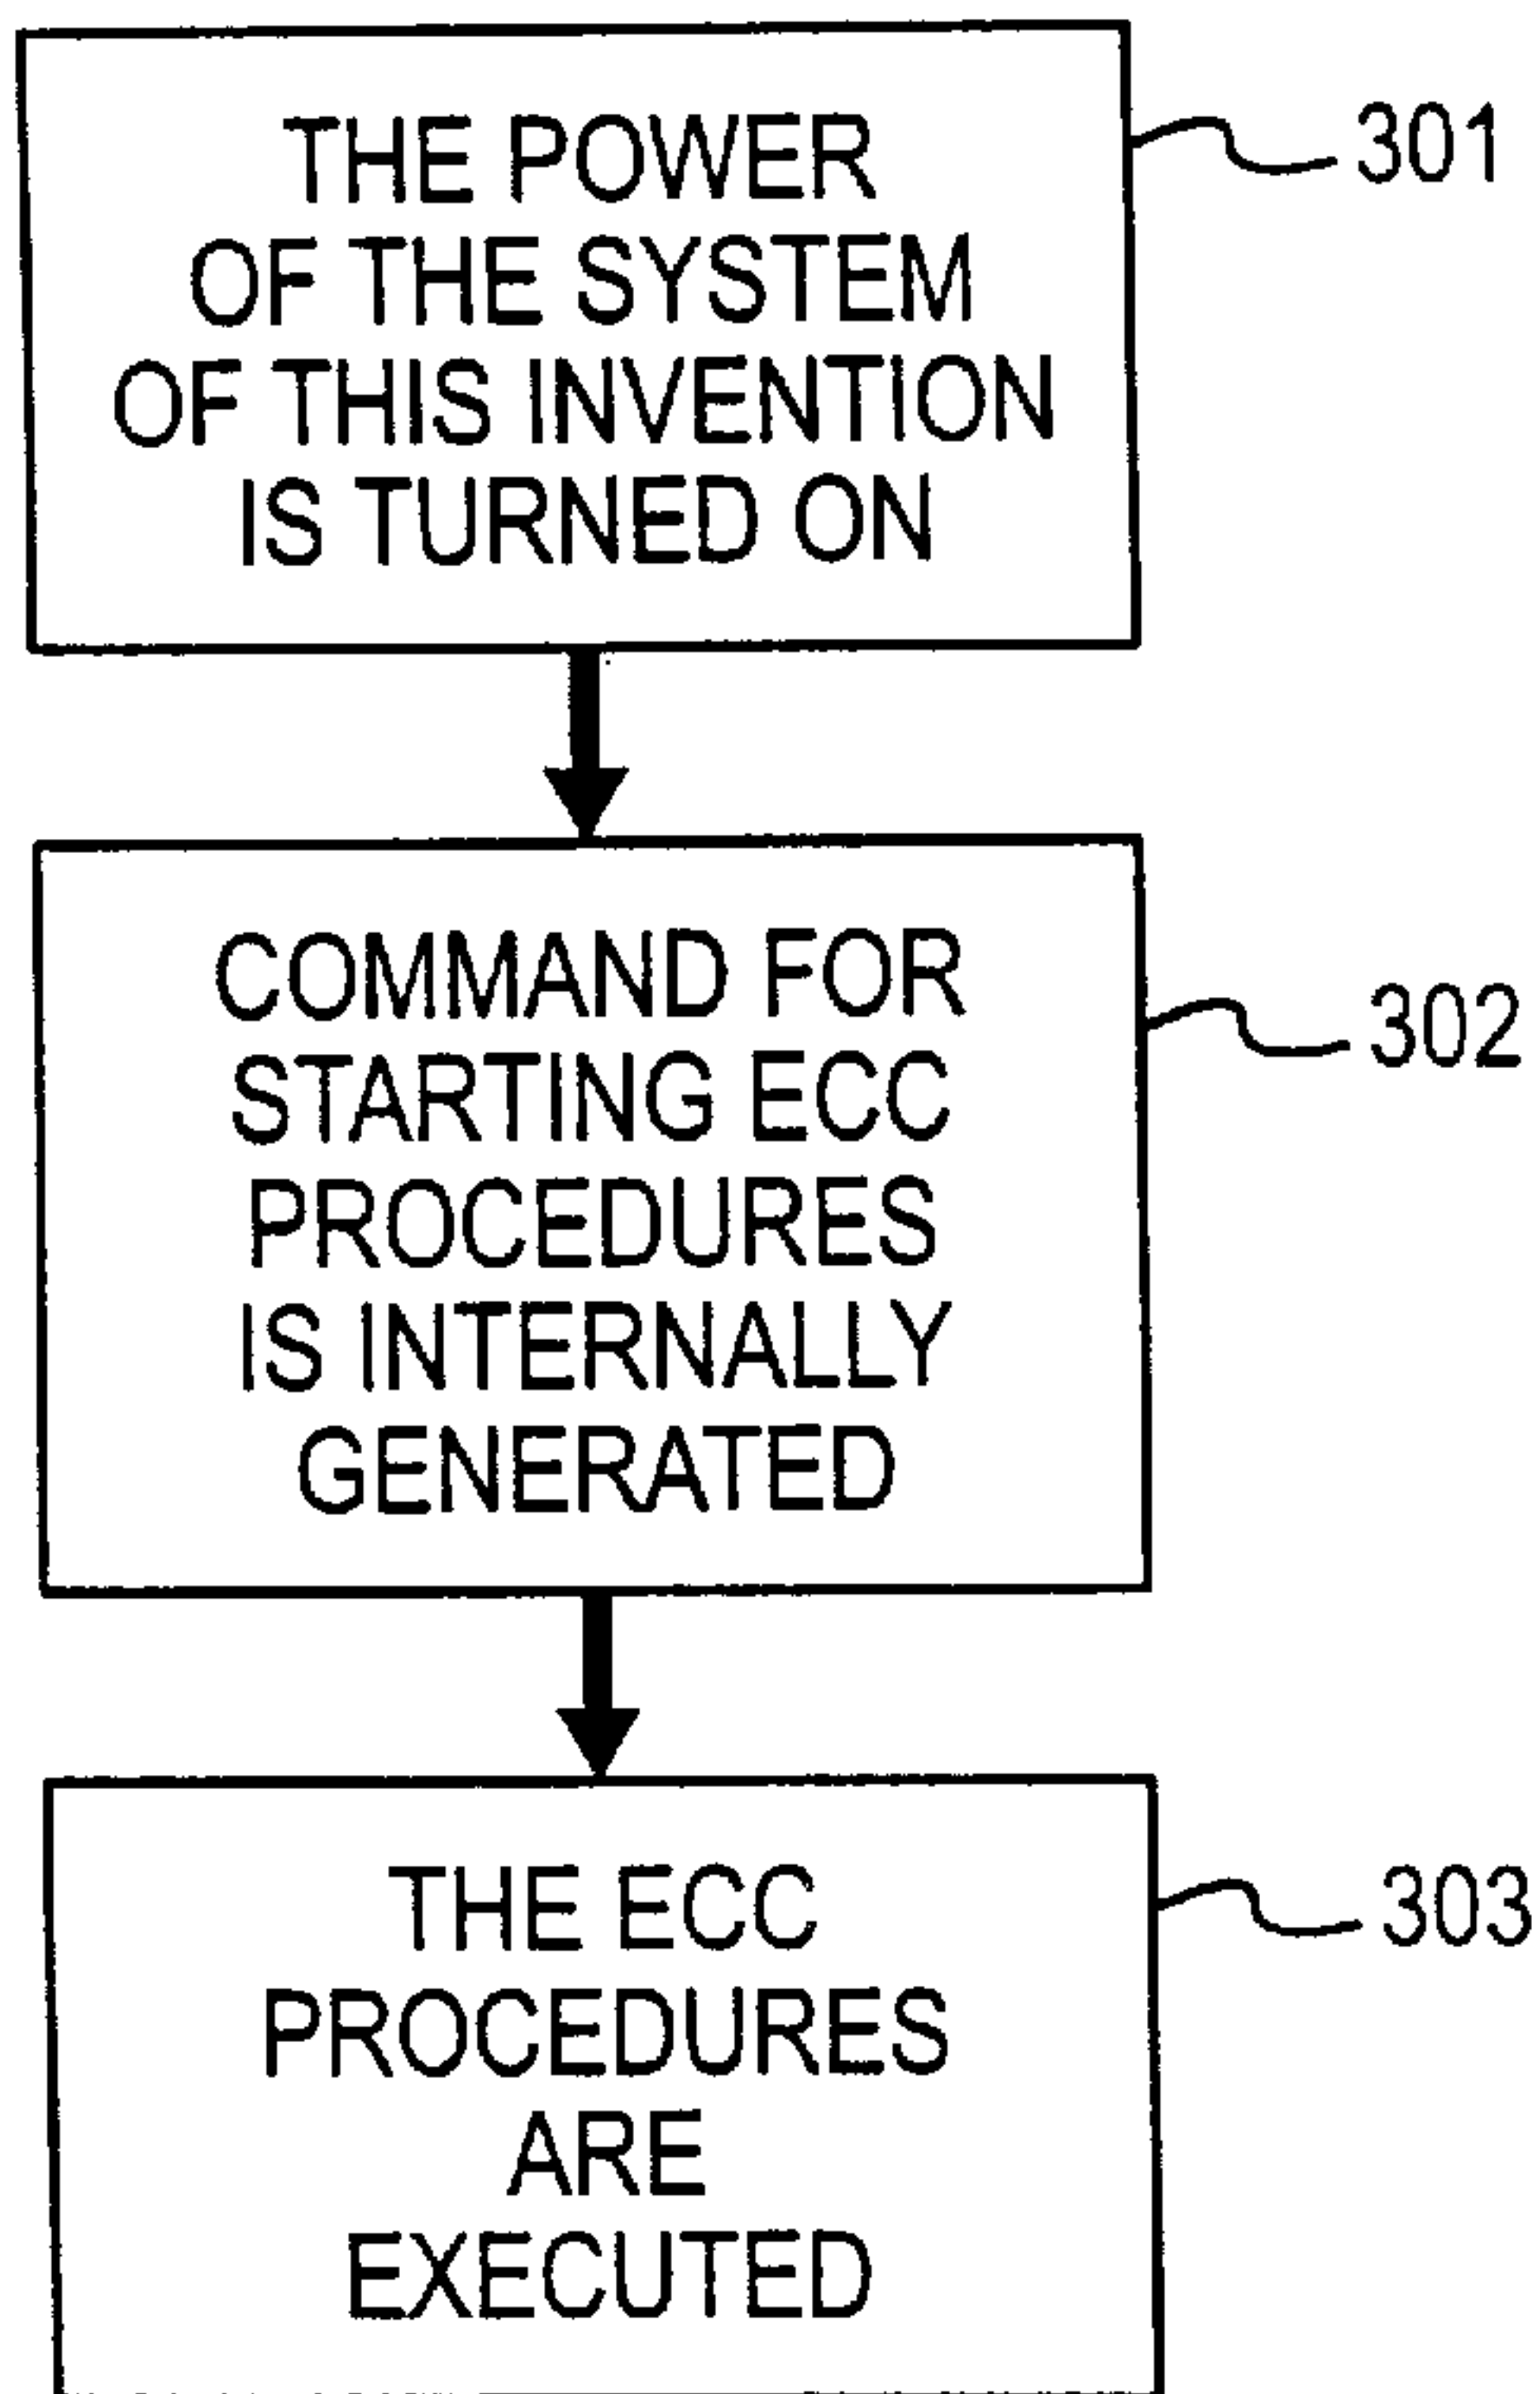 THE POWER
OF THE SYSTEM
OF THIS INVENTION
IS TURNED ON
301
COMMAND FOR
STARTING ECC
PROCEDURES
IS INTERNALLY
GENERATED
302
THE ECC
PROCEDURES
ARE
EXECUTED
303